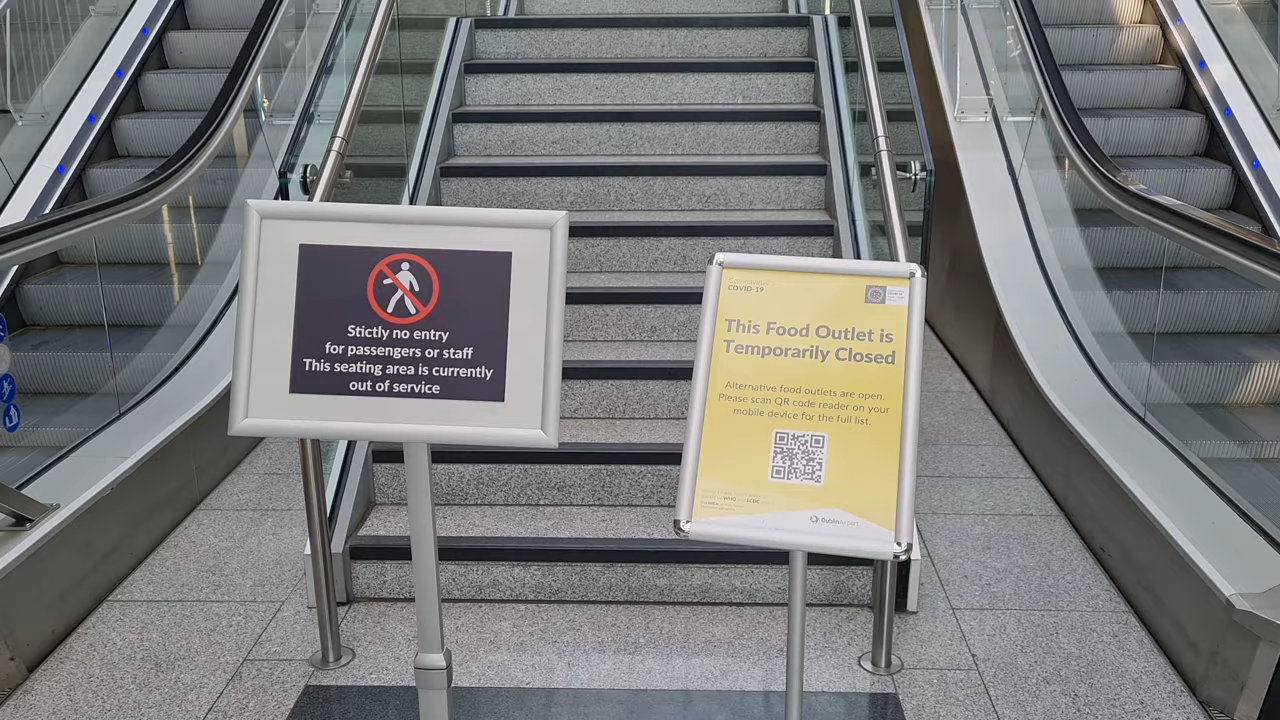 Stictly no entry
for passengers or staff
This seating area is currently
out of service
Coronavirus
COVID-19
This Food Outlet is
Temporarily Closed
Alternative food outlets are open.
Please scan QR code reader on your
mobile device for the full list.
DublinAirport